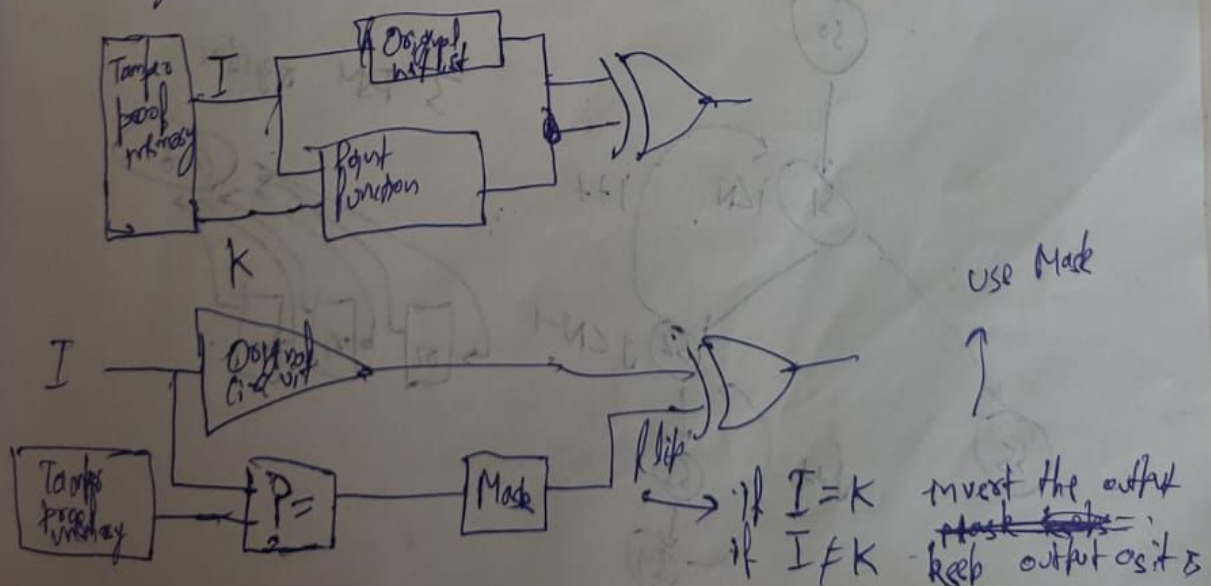 Tamper
proof
memory
I
K
Original
netlist
Point
function
I
Original
Circuit
Tamper
proof
memory
P=
Mask
flip
use Mask
if I = K invert the output
if I ≠ K keep output as it is